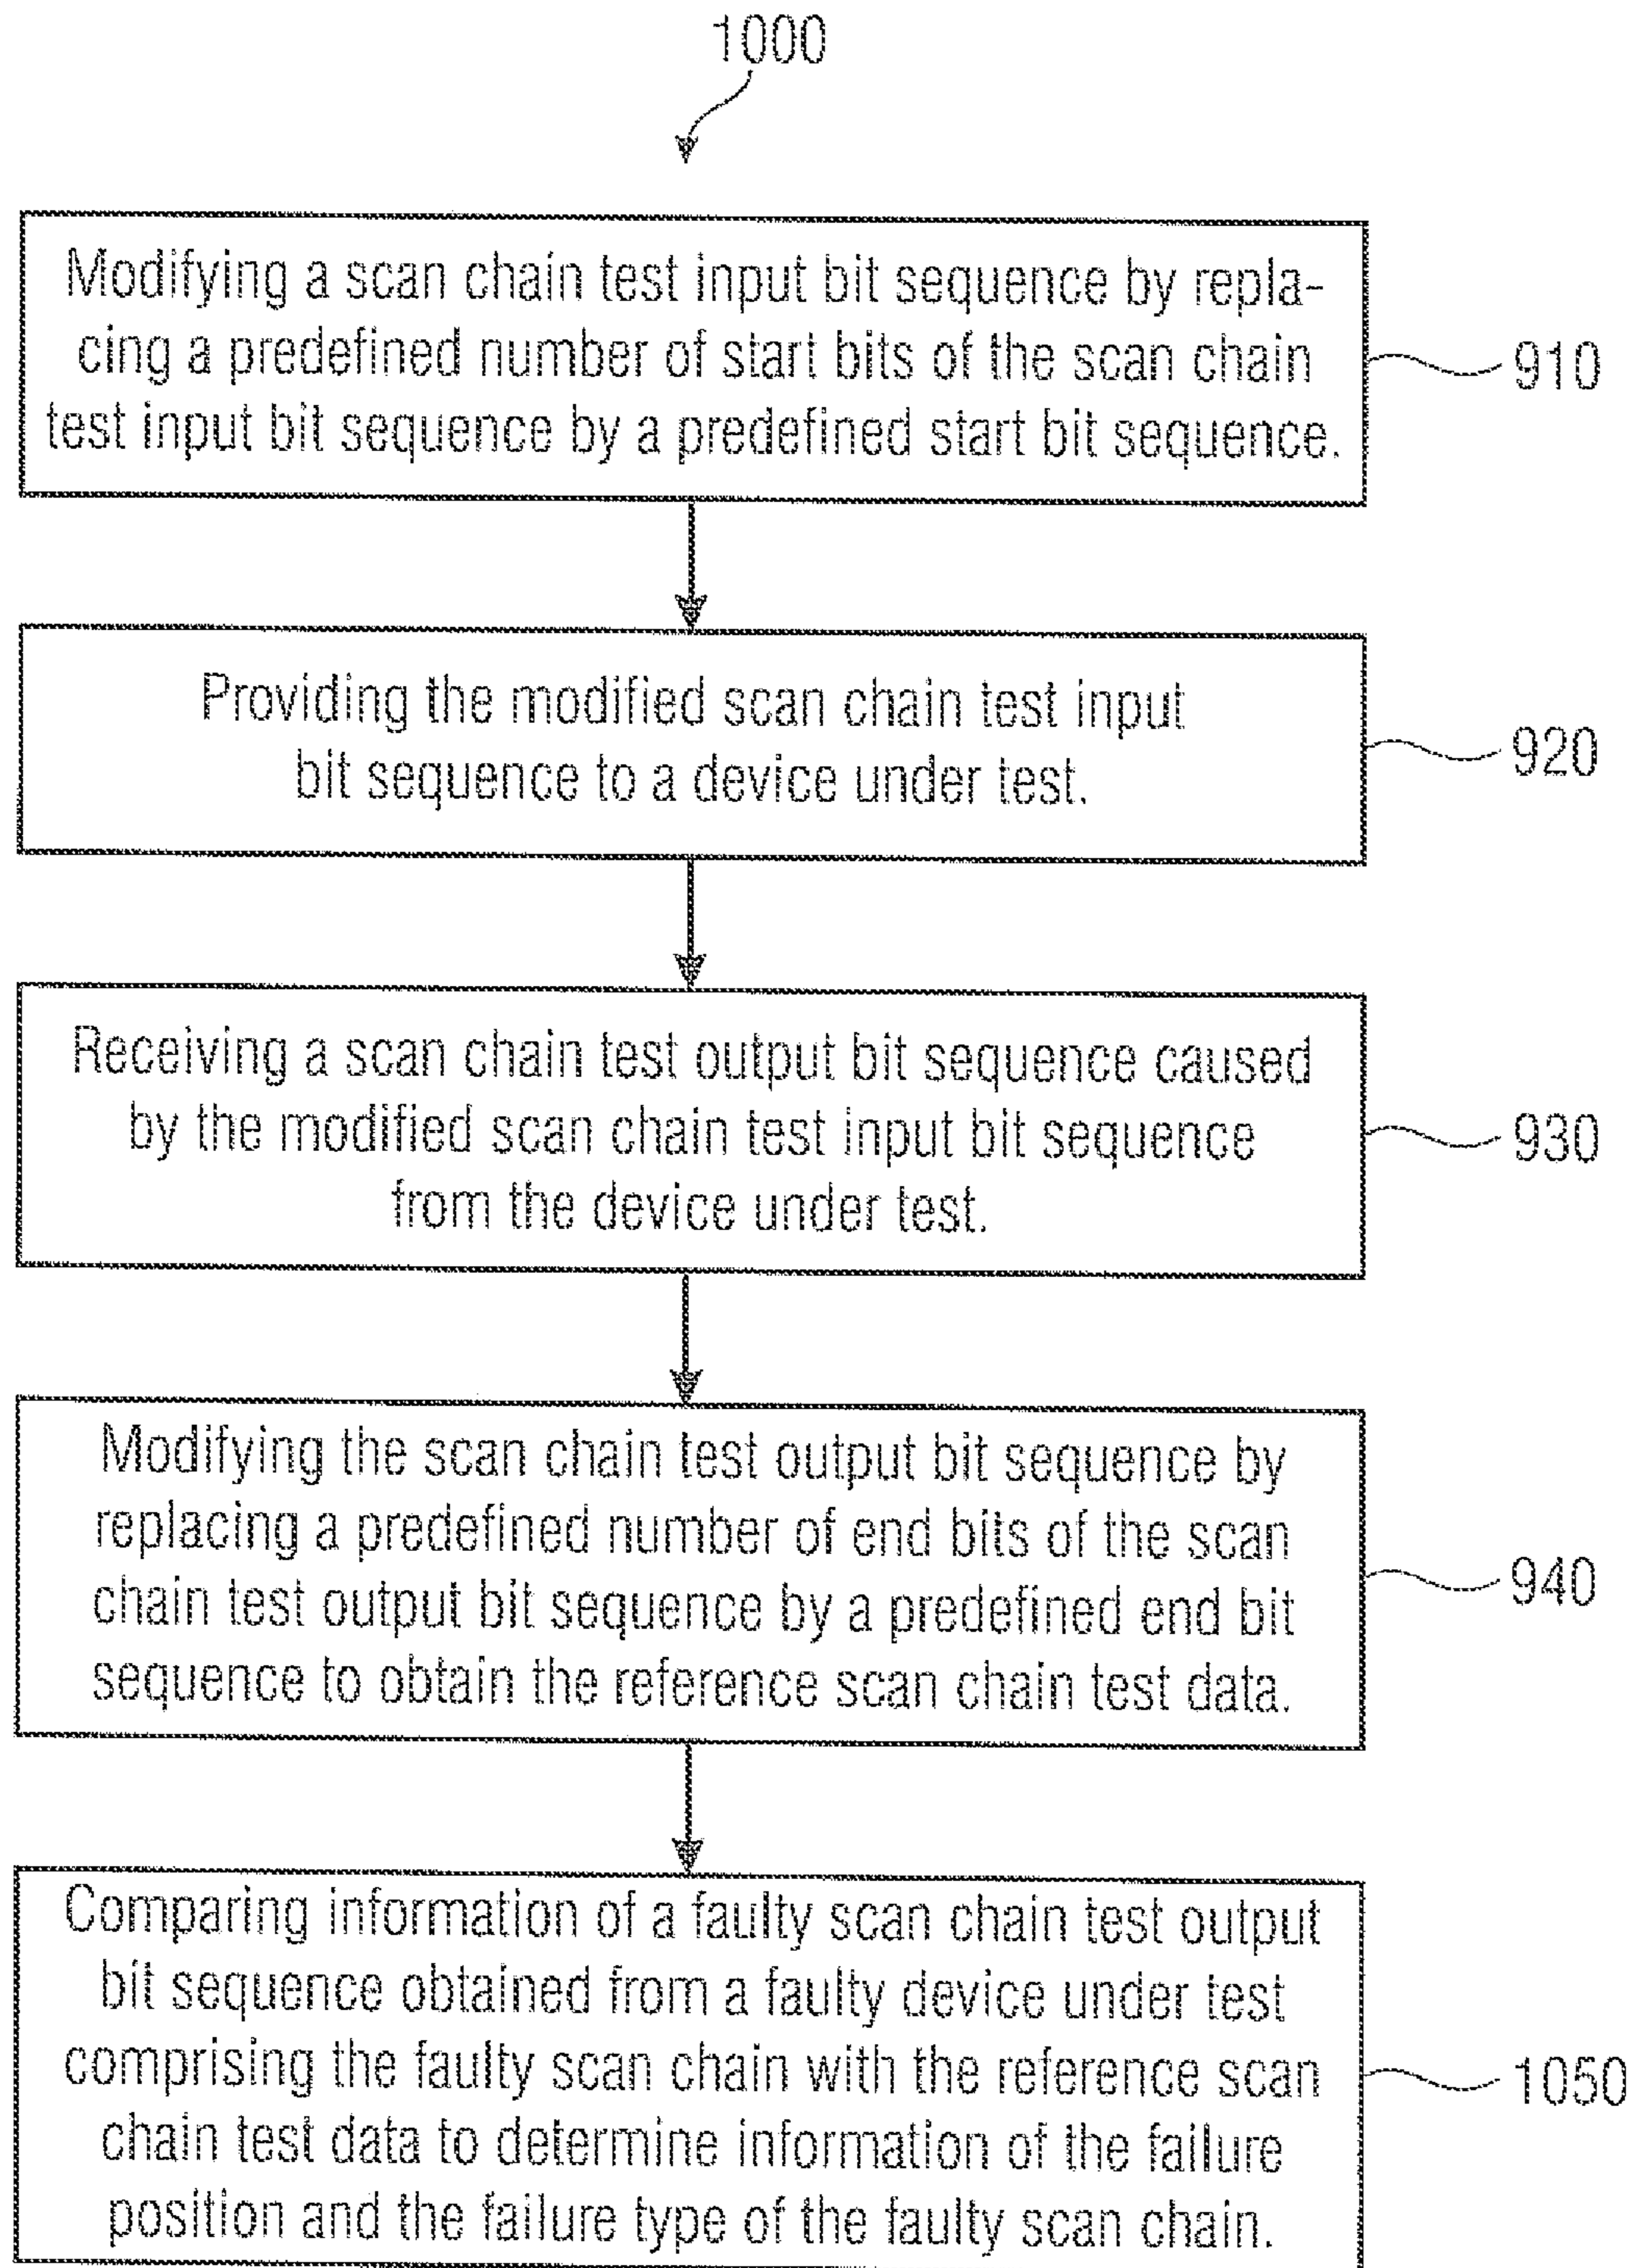 1000
Modifying a scan chain test input bit sequence by repla-
cing a predefined number of start bits of the scan chain
test input bit sequence by a predefined start bit sequence.
910
Providing the modified scan chain test input
bit sequence to a device under test.
920
Receiving a scan chain test output bit sequence caused
by the modified scan chain test input bit sequence
from the device under test.
930
Modifying the scan chain test output bit sequence by
replacing a predefined number of end bits of the scan
chain test output bit sequence by a predefined end bit
sequence to obtain the reference scan chain test data.
940
Comparing information of a faulty scan chain test output
bit sequence obtained from a faulty device under test
comprising the faulty scan chain with the reference scan
chain test data to determine information of the failure
position and the failure type of the faulty scan chain.
1050